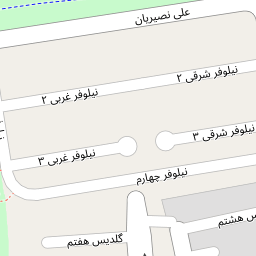 علی نصیریان
نیلوفر شرقی ۲
نیلوفر غربی ۲
نیلوفر شرقی ۳
نیلوفر غربی ۳
نیلوفر چهارم
هشتم
گلدیس هفتم